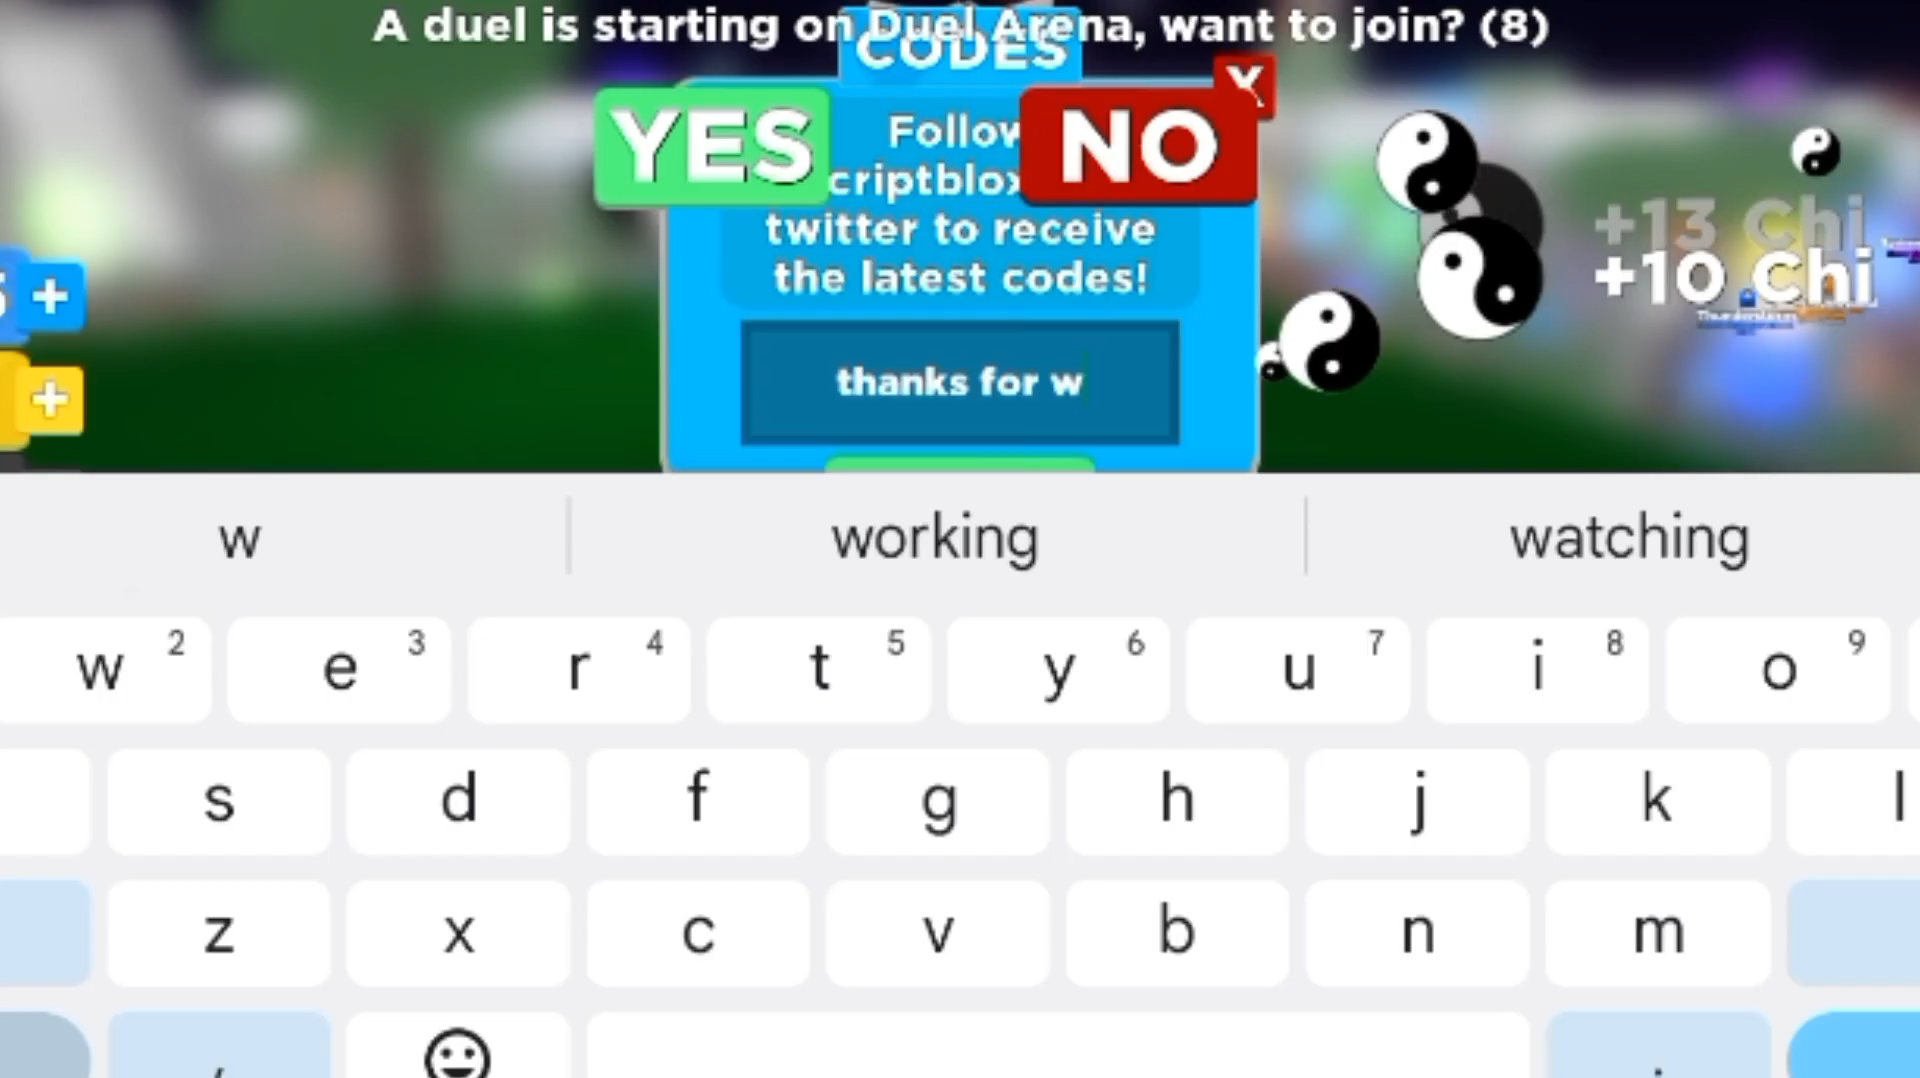 A duel is starting on Duel Arena, want to join? (8)
CODES
X
YES
NO
Follow
criptblox
twitter to receive
the latest codes!
thanks for w
+13 Chi
+10 Chi
w
working
watching
w 2 e 3 r 4 t 5 y 6 u 7 i 8 o 9
s d f g h j k l
z x c v b n m